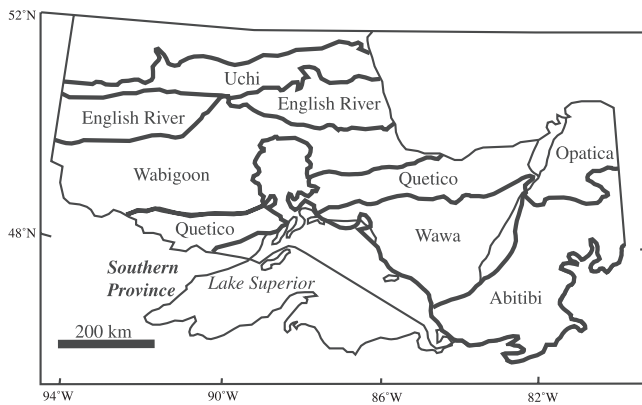 52°N
Uchi
English River
English River
Opatica
Wabigoon
Quetico
Quetico
Wawa
48°N
Southern
Province
Lake Superior
Abitibi
200 km
94°W
90°W
86°W
82°W